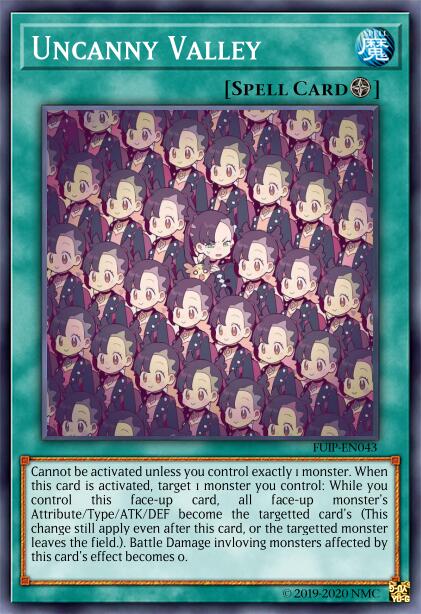 UNCANNY VALLEY
SPELL
魔
[SPELL CARD]
FUIP-EN043
Cannot be activated unless you control exactly 1 monster. When
this card is activated, target 1 monster you control: While you
control this face-up card, all face-up monster's
Attribute/Type/ATK/DEF become the targetted card's (This
change still apply even after this card, or the targetted monster
leaves the field.). Battle Damage invloving monsters affected by
this card's effect becomes 0.
© 2019-2020 NMC